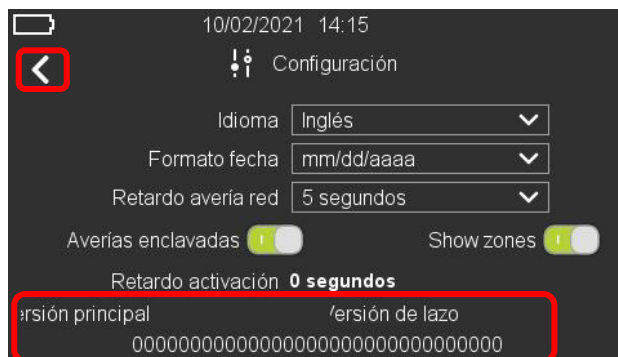 10/02/2021 14:15
Configuración
Idioma Inglés
Formato fecha mm/dd/aaaa
Retardo avería red 5 segundos
Averías enclavadas Show zones
Retardo activación 0 segundos
ersión principal ersión de lazo
00000000000000000000000000000000